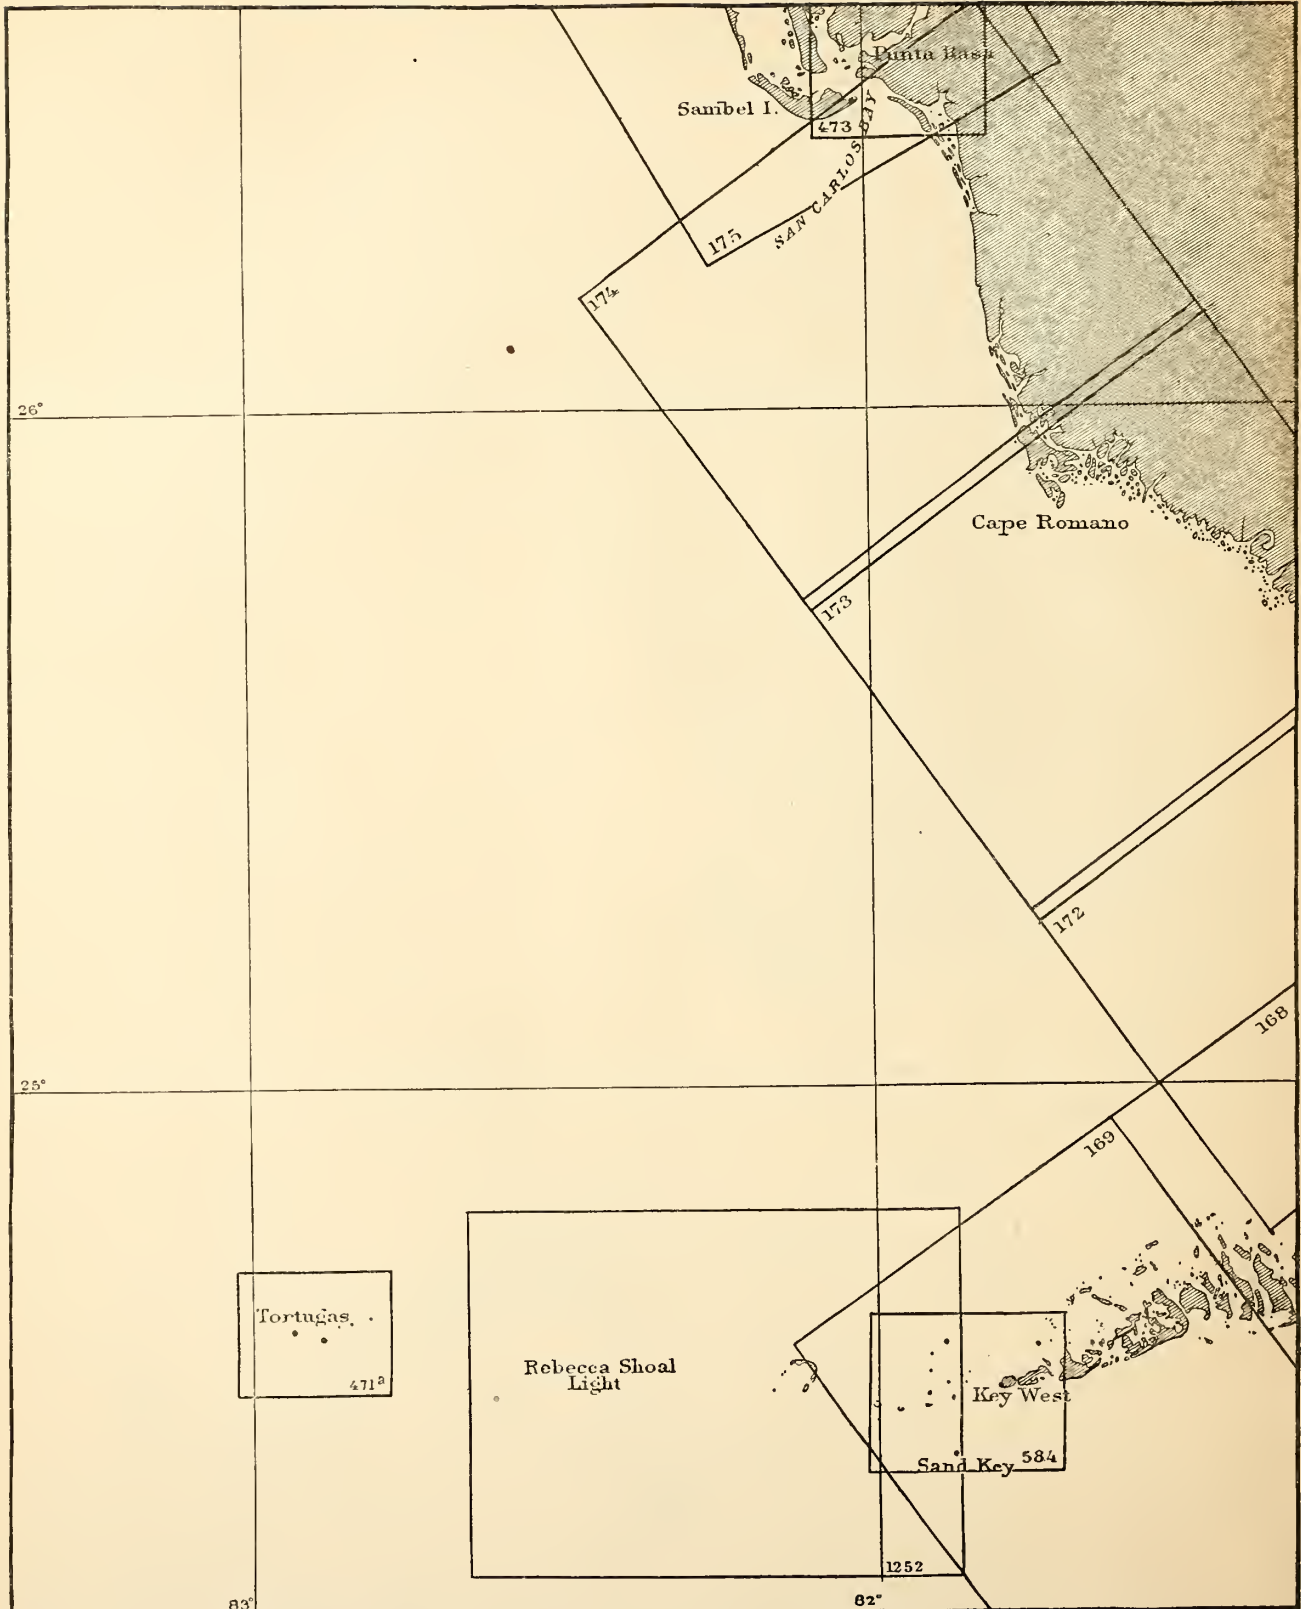 Punta Rasa
Sanibel I.
473
SAN CARLOS BAY
175
174
26°
Cape Romano
173
172
168
25°
169
Tortugas
471a
Rebecca Shoal
Light
Key West
Sand Key
584
1252
83°
82°